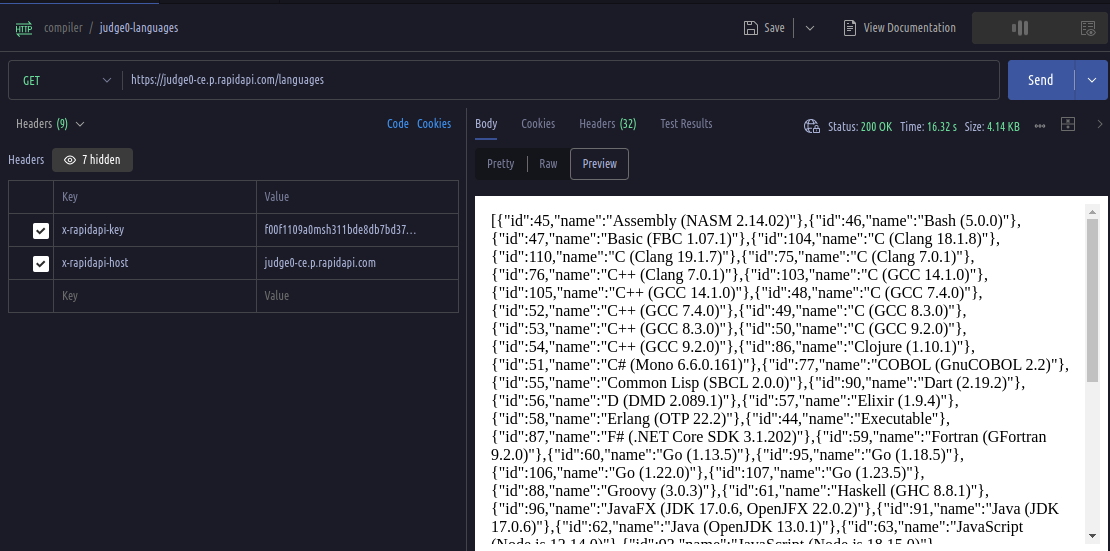 HTTP compiler / judge0-languages Save View Documentation
GET https://judge0-ce.p.rapidapi.com/languages Send
Headers (9) Code Cookies
Headers 7 hidden
Key Value
x-rapidapi-key f00f1109a0msh311bde8db7bd37...
x-rapidapi-host judge0-ce.p.rapidapi.com
Key Value
Body Cookies Headers (32) Test Results Status: 200 OK Time: 16.32 s Size: 4.14 KB
Pretty Raw Preview
[{"id":45,"name":"Assembly (NASM 2.14.02)"},{"id":46,"name":"Bash (5.0.0)"},
{"id":47,"name":"Basic (FBC 1.07.1)"},{"id":104,"name":"C (Clang 18.1.8)"},
{"id":110,"name":"C (Clang 19.1.7)"},{"id":75,"name":"C (Clang 7.0.1)"},
{"id":76,"name":"C++ (Clang 7.0.1)"},{"id":103,"name":"C (GCC 14.1.0)"},
{"id":105,"name":"C++ (GCC 14.1.0)"},{"id":48,"name":"C (GCC 7.4.0)"},
{"id":52,"name":"C++ (GCC 7.4.0)"},{"id":49,"name":"C (GCC 8.3.0)"},
{"id":53,"name":"C++ (GCC 8.3.0)"},{"id":50,"name":"C (GCC 9.2.0)"},
{"id":54,"name":"C++ (GCC 9.2.0)"},{"id":86,"name":"Clojure (1.10.1)"},
{"id":51,"name":"C# (Mono 6.6.0.161)"},{"id":77,"name":"COBOL (GnuCOBOL 2.2)"},
{"id":55,"name":"Common Lisp (SBCL 2.0.0)"},{"id":90,"name":"Dart (2.19.2)"},
{"id":56,"name":"D (DMD 2.089.1)"},{"id":57,"name":"Elixir (1.9.4)"},
{"id":58,"name":"Erlang (OTP 22.2)"},{"id":44,"name":"Executable"},
{"id":87,"name":"F# (.NET Core SDK 3.1.202)"},{"id":59,"name":"Fortran (GFortran
9.2.0)"},{"id":60,"name":"Go (1.13.5)"},{"id":95,"name":"Go (1.18.5)"},
{"id":106,"name":"Go (1.22.0)"},{"id":107,"name":"Go (1.23.5)"},
{"id":88,"name":"Groovy (3.0.3)"},{"id":61,"name":"Haskell (GHC 8.8.1)"},
{"id":96,"name":"JavaFX (JDK 17.0.6, OpenJFX 22.0.2)"},{"id":91,"name":"Java (JDK
17.0.6)"},{"id":62,"name":"Java (OpenJDK 13.0.1)"},{"id":63,"name":"JavaScript
(Node.js 12.14.0)"},{"id":93,"name":"JavaScript (Node.js 18.15.0)"},